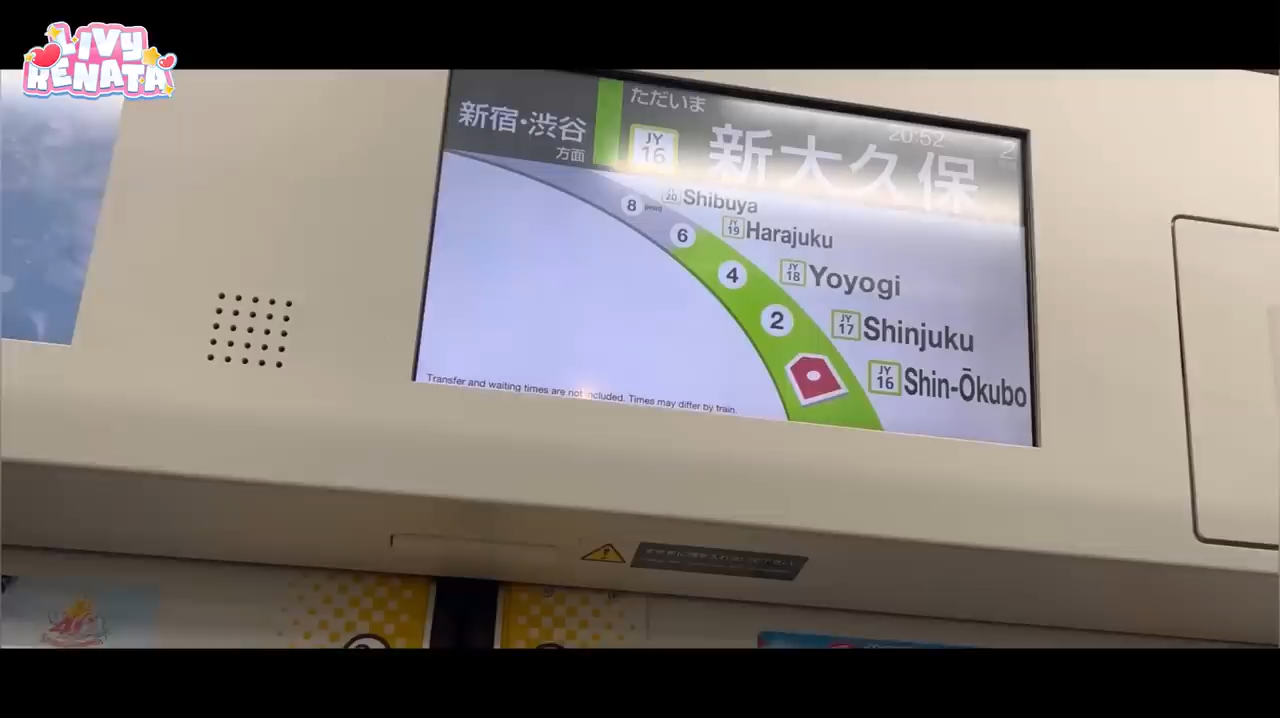 LIVY
RENATA
新宿・渋谷
方面
ただいま
20:52
2
JY
16
新大久保
8
JY
20
Shibuya
6
JY
19
Harajuku
4
JY
18
Yoyogi
2
JY
17
Shinjuku
JY
16
Shin-Ōkubo
Transfer and waiting times are not included. Times may differ by train.